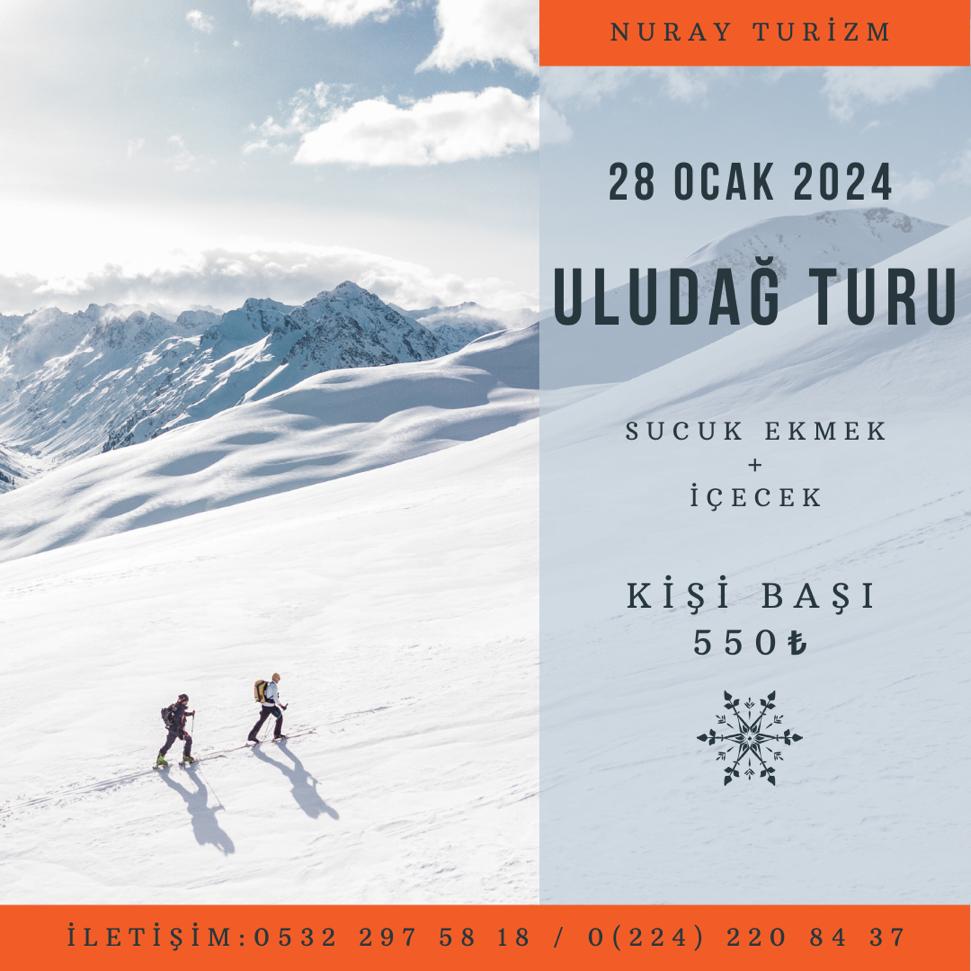 NURAY TURİZM
28 OCAK 2024
ULUDAĞ TURU
SUCUK EKMEK
+
İÇECEK
KİŞİ BAŞI
550₺
İLETİŞİM:0532 297 58 18 / 0(224) 220 84 37